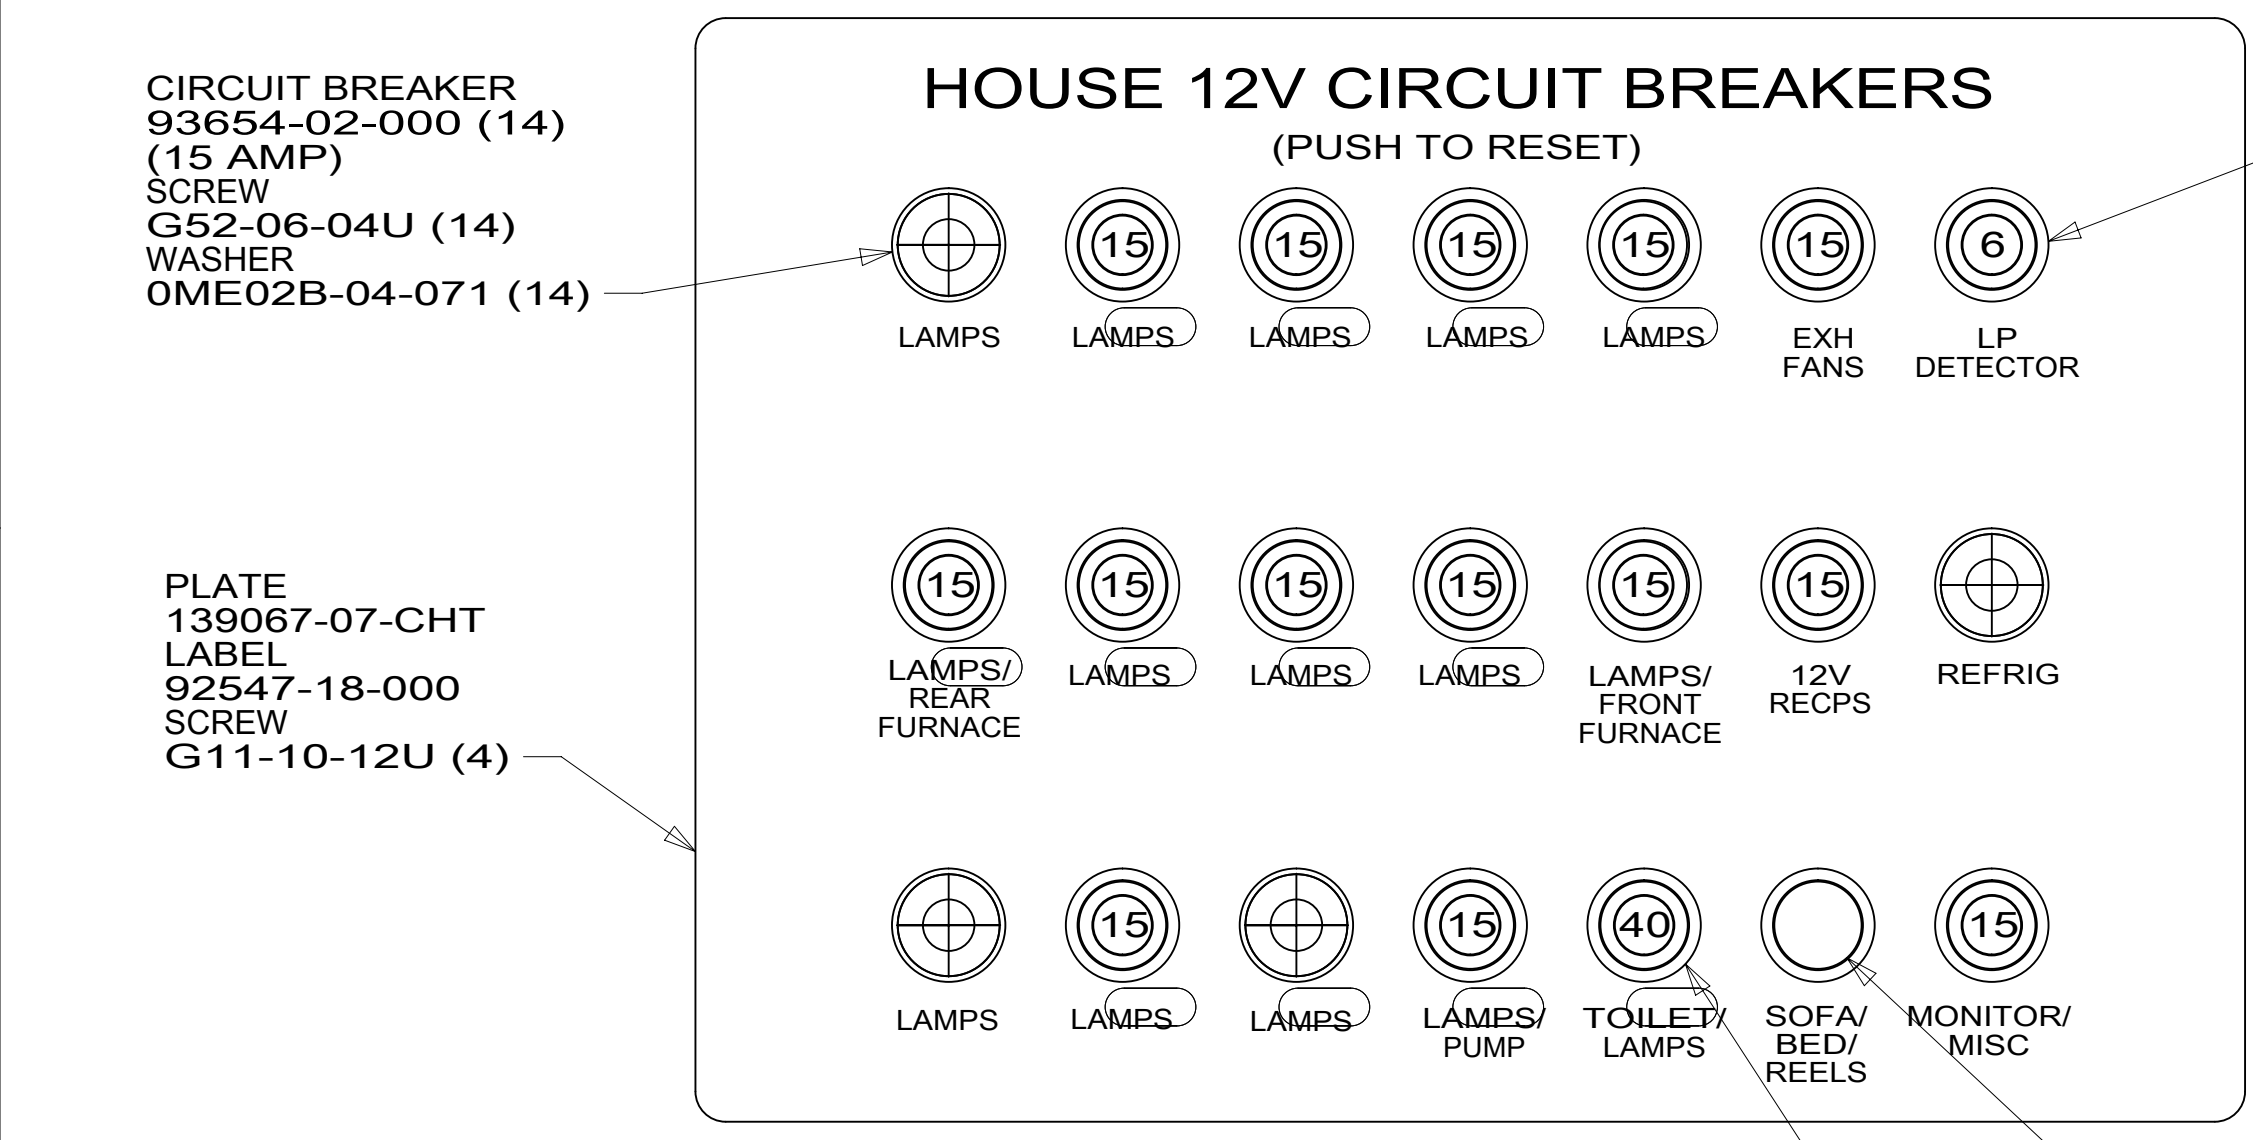 CIRCUIT BREAKER
93654-02-000 (14)
(15 AMP)
SCREW
G52-06-04U (14)
WASHER
0ME02B-04-071 (14)
PLATE
139067-07-CHT
LABEL
92547-18-000
SCREW
G11-10-12U (4)
HOUSE 12V CIRCUIT BREAKERS
(PUSH TO RESET)
15 15 15 15 15 6
LAMPS LAMPS LAMPS LAMPS LAMPS EXH LP
FANS DETECTOR
15 15 15 15 15 15
LAMPS/ LAMPS LAMPS LAMPS LAMPS/ 12V REFRIG
REAR FRONT RECPS
FURNACE FURNACE
15 15 40 15
LAMPS LAMPS LAMPS LAMPS/ TOILET/ SOFA/ MONITOR/
PUMP LAMPS BED/ MISC
REELS